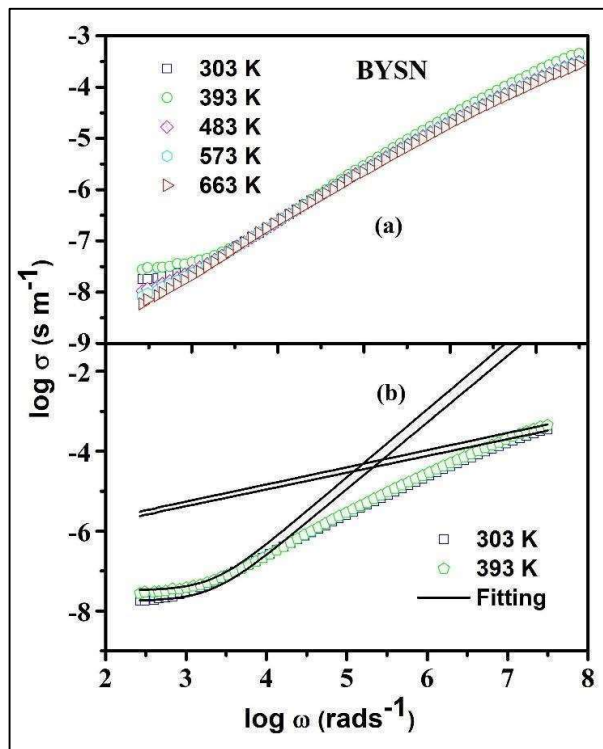 -3
-4
-5
-6
-7
-8
-9
303 K
393 K
483 K
573 K
663 K
BYSN
(a)
log σ (s m⁻¹)
-2
-4
-6
-8
(b)
303 K
393 K
Fitting
2 3 4 5 6 7 8
log ω (rads⁻¹)